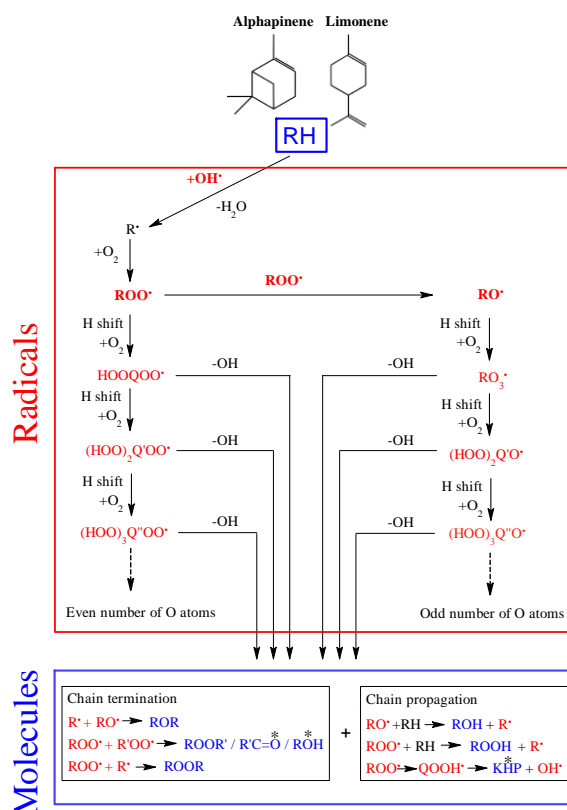 Alphapinene Limonene
RH
+OH•
-H₂O
R•
+O₂
ROO•
ROO•
RO•
H shift
+O₂
H shift
+O₂
HOOQOO•
-OH
-OH
RO₃•
H shift
+O₂
H shift
+O₂
(HOO)₂Q'OO•
-OH
-OH
(HOO)₂Q'O•
H shift
+O₂
H shift
+O₂
(HOO)₃Q"OO•
-OH
-OH
(HOO)₃Q"O•
Even number of O atoms
Odd number of O atoms
Radicals
Molecules
Chain termination
R• + RO• → ROR
ROO• + R'OO• → ROOR' / R'C=O* / RO*H
ROO• + R• → ROOR
+
Chain propagation
RO• +RH → ROH + R•
ROO• + RH → ROOH + R•
ROO• → QOOH• → KH*P + OH•